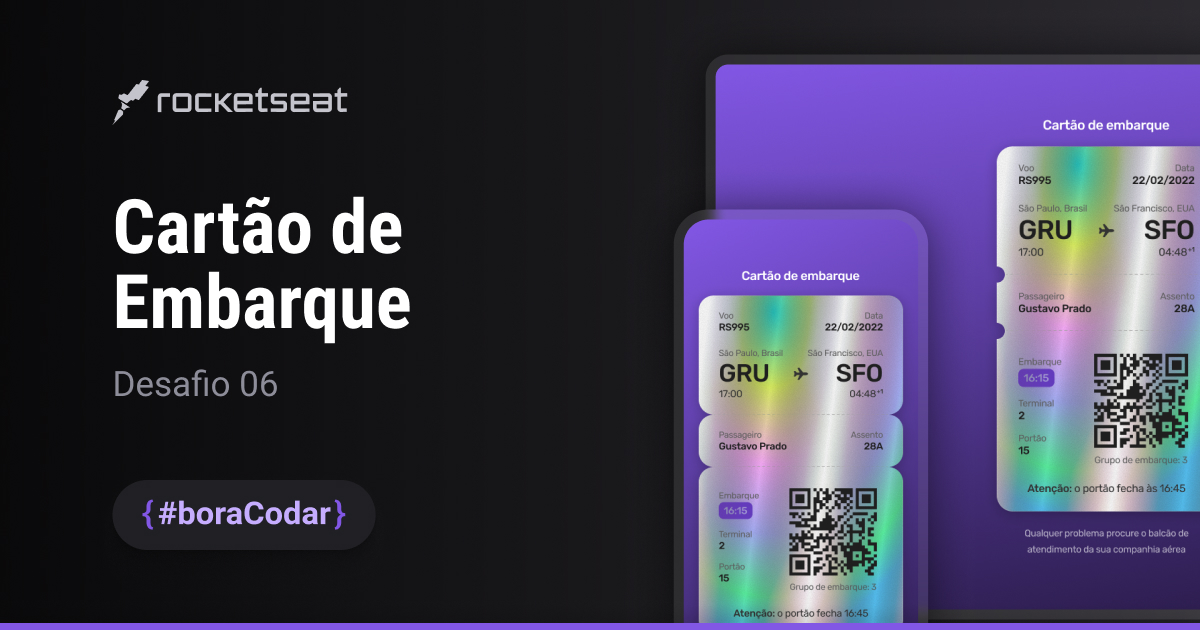 rocketseat
Cartão de
Embarque
Desafio 06
{#boraCodar}
Cartão de embarque
Voo Data
RS995 22/02/2022
São Paulo, Brasil São Francisco, EUA
GRU SFO
17:00 04:48+1
Passageiro Assento
Gustavo Prado 28A
Embarque
16:15
Terminal
2
Portão
15
Grupo de embarque: 3
Atenção: o portão fecha 16:45
Cartão de embarque
Voo Data
RS995 22/02/2022
São Paulo, Brasil São Francisco, EUA
GRU SFO
17:00 04:48+1
Passageiro Assento
Gustavo Prado 28A
Embarque
16:15
Terminal
2
Portão
15
Grupo de embarque: 3
Atenção: o portão fecha às 16:45
Qualquer problema procure o balcão de
atendimento da sua companhia aérea